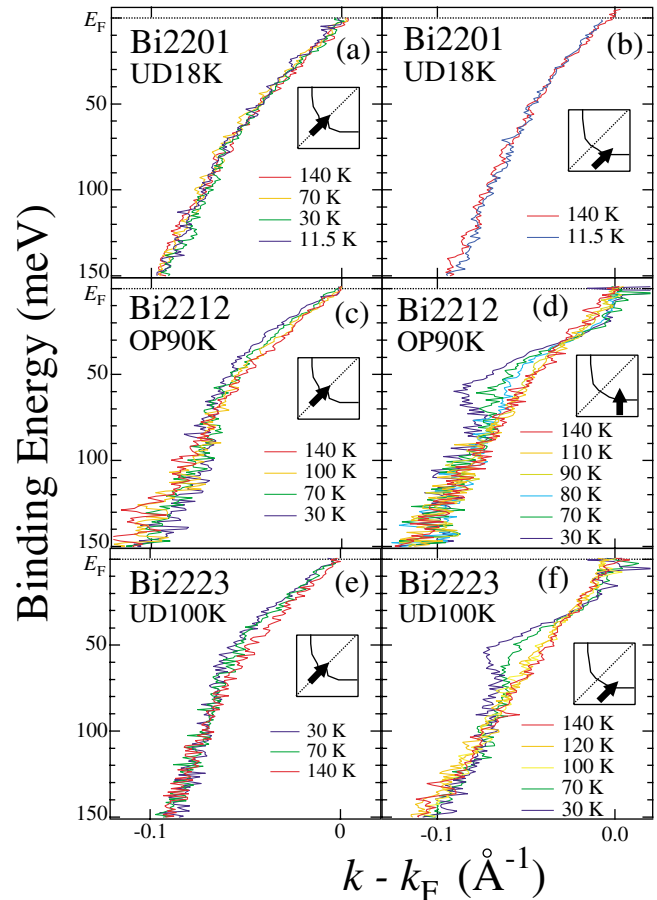 E_F
Bi2201
UD18K
(a)
50
100
150
140 K
70 K
30 K
11.5 K
Bi2201
UD18K
(b)
140 K
11.5 K
E_F
Bi2212
OP90K
(c)
50
100
150
140 K
100 K
70 K
30 K
Bi2212
OP90K
(d)
140 K
110 K
90 K
80 K
70 K
30 K
E_F
Bi2223
UD100K
(e)
50
100
150
30 K
70 K
140 K
Bi2223
UD100K
(f)
140 K
120 K
100 K
70 K
30 K
-0.1 0
-0.1 0.0
Binding Energy (meV)
k - k_F (Å⁻¹)